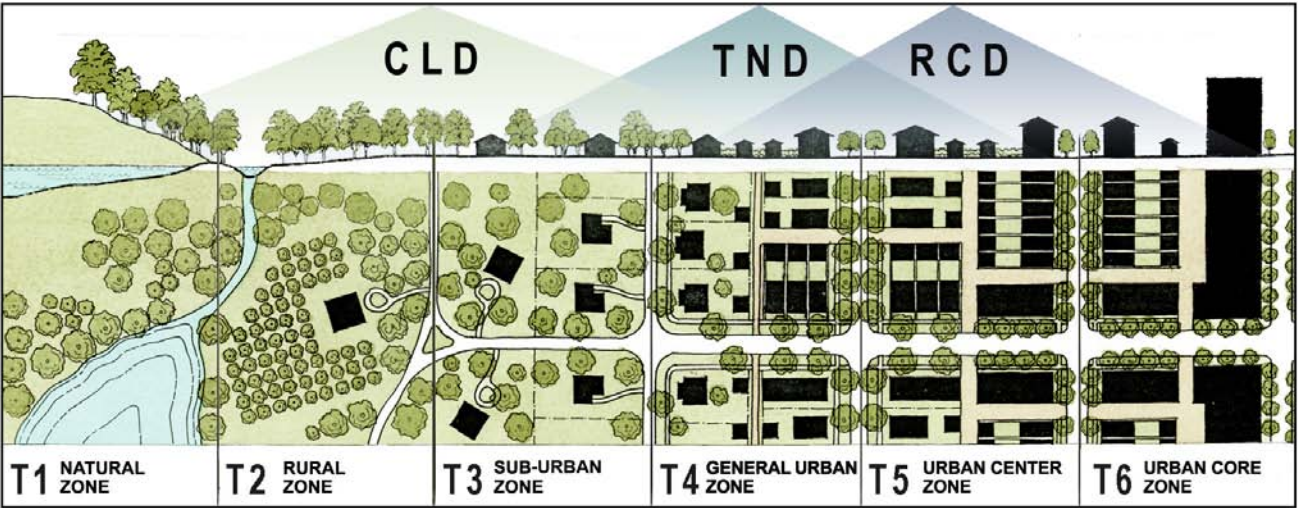 CLD
TND
RCD
T1 NATURAL
ZONE
T2 RURAL
ZONE
T3 SUB-URBAN
ZONE
T4 GENERAL URBAN
ZONE
T5 URBAN CENTER
ZONE
T6 URBAN CORE
ZONE